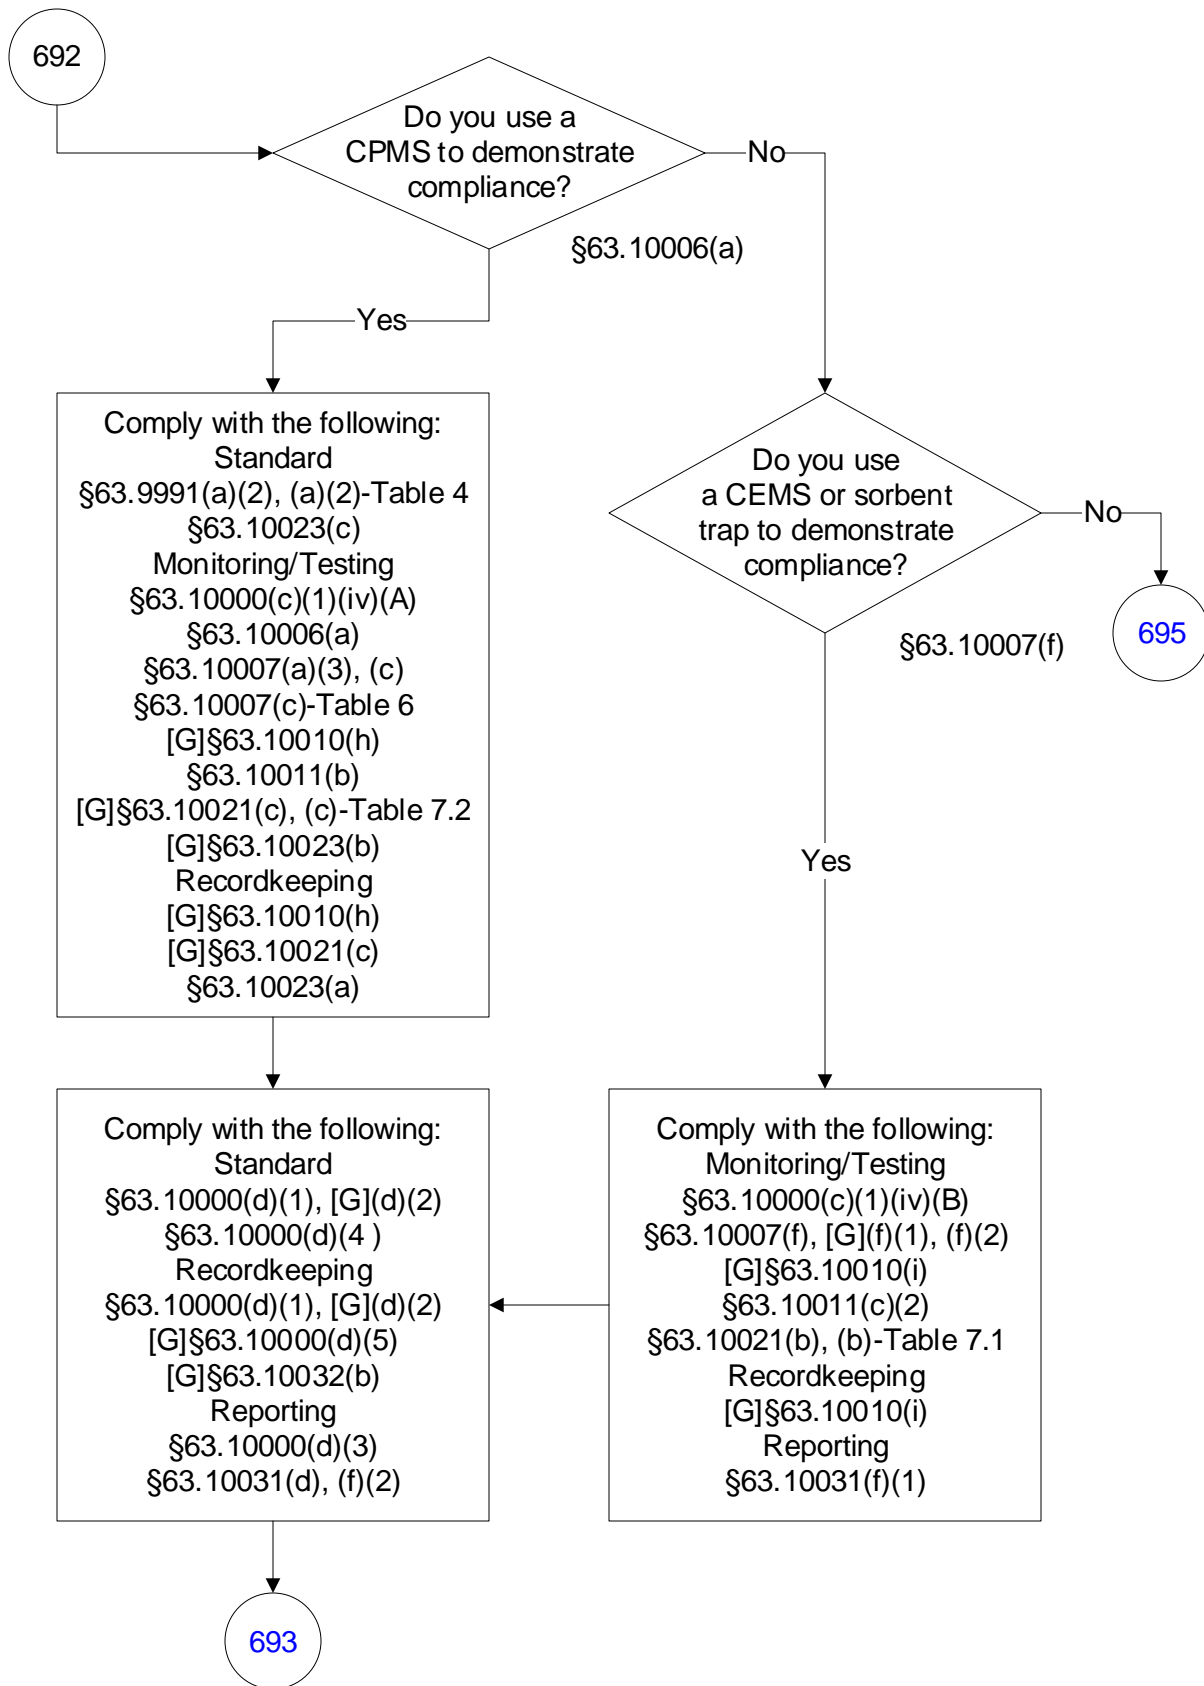 692
Do you use a
CPMS to demonstrate
compliance?
No
§63.10006(a)
Yes
Comply with the following:
Standard
§63.9991(a)(2), (a)(2)-Table 4
§63.10023(c)
Monitoring/Testing
§63.10000(c)(1)(iv)(A)
§63.10006(a)
§63.10007(a)(3), (c)
§63.10007(c)-Table 6
[G]§63.10010(h)
§63.10011(b)
[G]§63.10021(c), (c)-Table 7.2
[G]§63.10023(b)
Recordkeeping
[G]§63.10010(h)
[G]§63.10021(c)
§63.10023(a)
Do you use
a CEMS or sorbent
trap to demonstrate
compliance?
No
695
§63.10007(f)
Yes
Comply with the following:
Standard
§63.10000(d)(1), [G](d)(2)
§63.10000(d)(4 )
Recordkeeping
§63.10000(d)(1), [G](d)(2)
[G]§63.10000(d)(5)
[G]§63.10032(b)
Reporting
§63.10000(d)(3)
§63.10031(d), (f)(2)
Comply with the following:
Monitoring/Testing
§63.10000(c)(1)(iv)(B)
§63.10007(f), [G](f)(1), (f)(2)
[G]§63.10010(i)
§63.10011(c)(2)
§63.10021(b), (b)-Table 7.1
Recordkeeping
[G]§63.10010(i)
Reporting
§63.10031(f)(1)
693